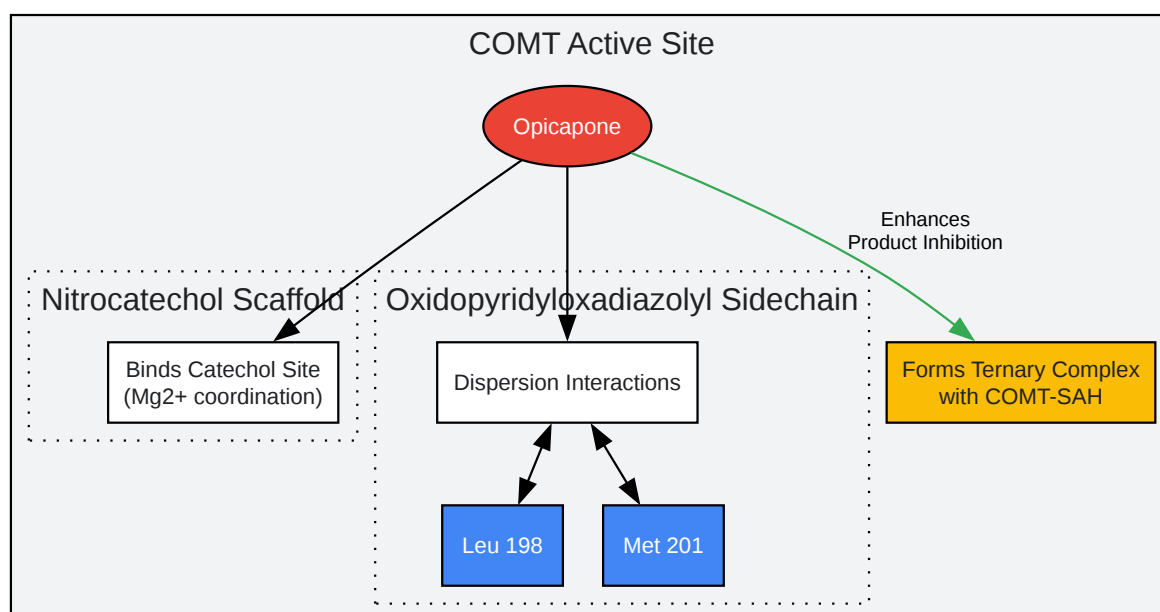 COMT Active Site
Opicapone
Enhances
Product Inhibition
Nitrocatechol Scaffold
Oxidopyridyloxadiazolyl Sidechain
Binds Catechol Site
(Mg2+ coordination)
Dispersion Interactions
Forms Ternary Complex
with COMT-SAH
Leu 198
Met 201